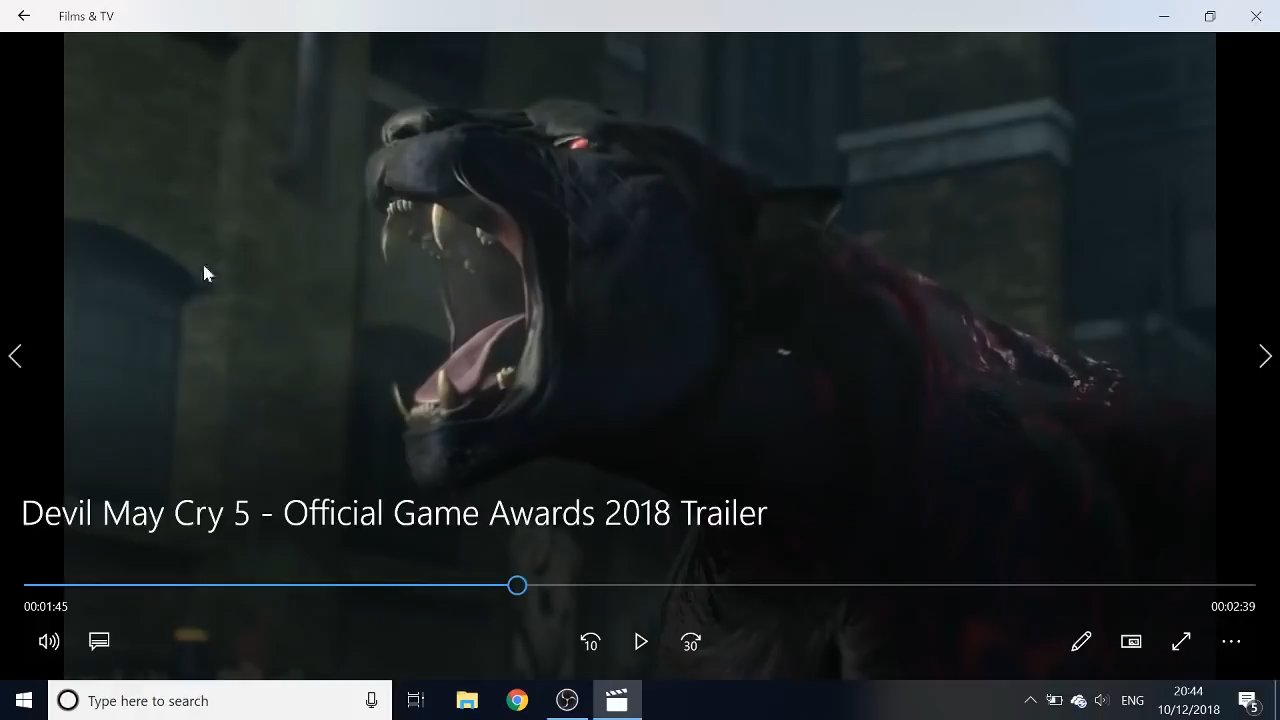 Films & TV
Devil May Cry 5 - Official Game Awards 2018 Trailer
00:01:45
00:02:39
10
30
Type here to search
ENG
20:44
10/12/2018
5